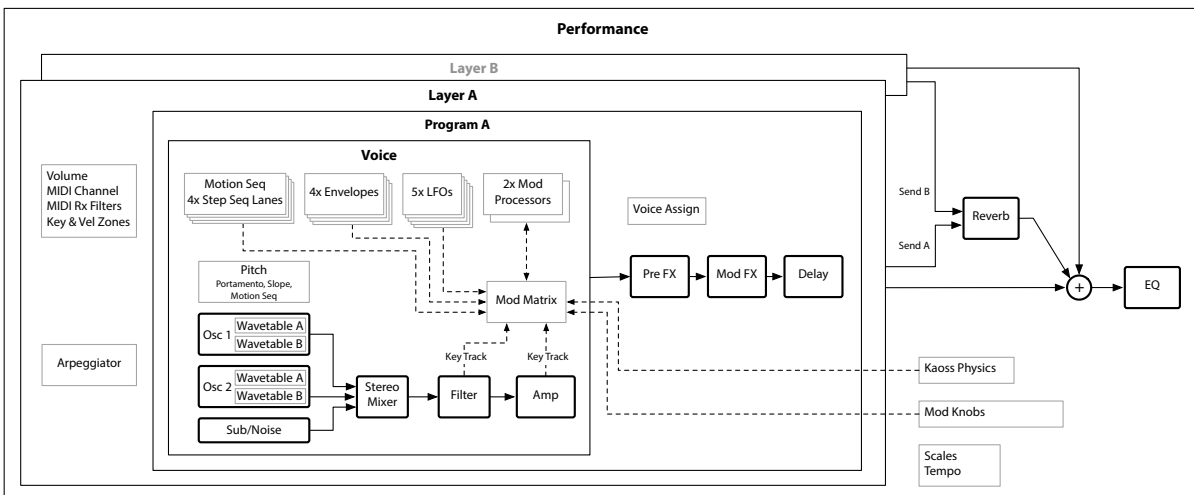 Performance
Layer B
Layer A
Program A
Voice
Volume
MIDI Channel
MIDI Rx Filters
Key & Vel Zones
Motion Seq
4x Step Seq Lanes
4x Envelopes
5x LFOs
2x Mod
Processors
Voice Assign
Send B
Reverb
Send A
Pitch
Portamento, Slope,
Motion Seq
Mod Matrix
Pre FX
Mod FX
Delay
+
EQ
Osc 1
Wavetable A
Wavetable B
Key Track
Key Track
Arpeggiator
Osc 2
Wavetable A
Wavetable B
Stereo
Mixer
Filter
Amp
Sub/Noise
Kaoss Physics
Mod Knobs
Scales
Tempo